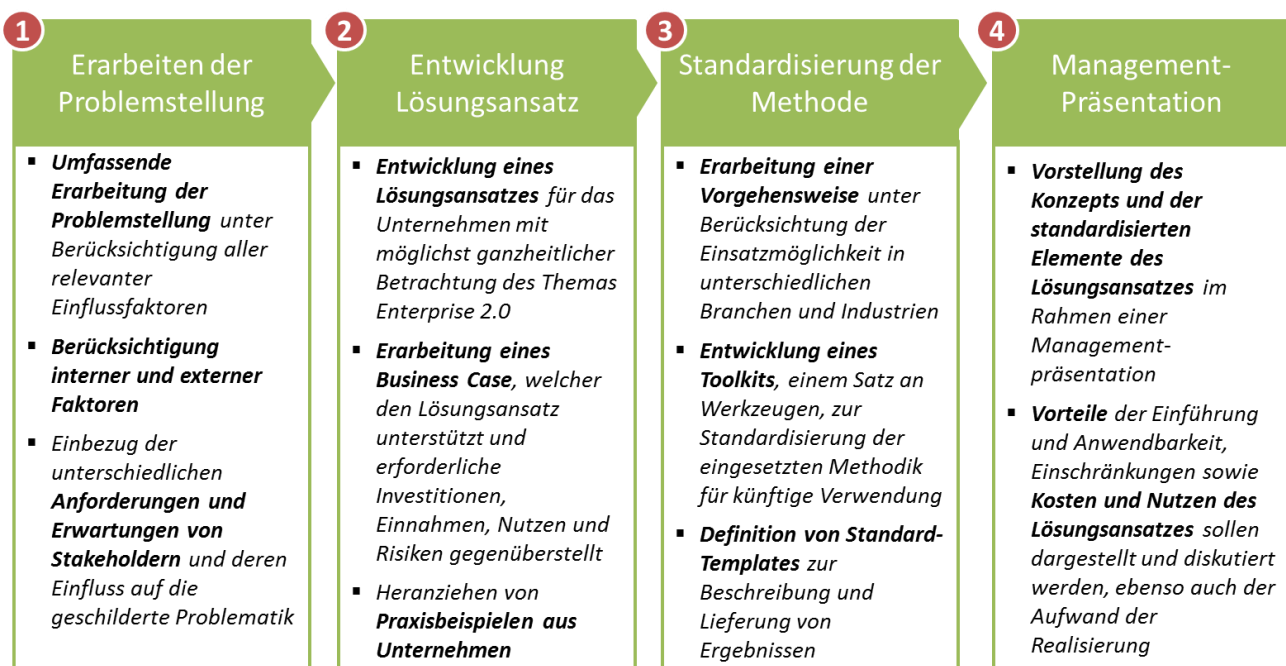 1
Erarbeiten der
Problemstellung
▪ Umfassende
Erarbeitung der
Problemstellung unter
Berücksichtigung aller
relevanter
Einflussfaktoren
▪ Berücksichtigung
interner und externer
Faktoren
▪ Einbezug der
unterschiedlichen
Anforderungen und
Erwartungen von
Stakeholdern und deren
Einfluss auf die
geschilderte Problematik
2
Entwicklung
Lösungsansatz
▪ Entwicklung eines
Lösungsansatzes für das
Unternehmen mit
möglichst ganzheitlicher
Betrachtung des Themas
Enterprise 2.0
▪ Erarbeitung eines
Business Case, welcher
den Lösungsansatz
unterstützt und
erforderliche
Investitionen,
Einnahmen, Nutzen und
Risiken gegenüberstellt
▪ Heranziehen von
Praxisbeispielen aus
Unternehmen
3
Standardisierung der
Methode
▪ Erarbeitung einer
Vorgehensweise unter
Berücksichtung der
Einsatzmöglichkeit in
unterschiedlichen
Branchen und Industrien
▪ Entwicklung eines
Toolkits, einem Satz an
Werkzeugen, zur
Standardisierung der
eingesetzten Methodik
für künftige Verwendung
▪ Definition von Standard-
Templates zur
Beschreibung und
Lieferung von
Ergebnissen
4
Management-
Präsentation
▪ Vorstellung des
Konzepts und der
standardisierten
Elemente des
Lösungsansatzes im
Rahmen einer
Management-
präsentation
▪ Vorteile der Einführung
und Anwendbarkeit,
Einschränkungen sowie
Kosten und Nutzen des
Lösungsansatzes sollen
dargestellt und diskutiert
werden, ebenso auch der
Aufwand der
Realisierung